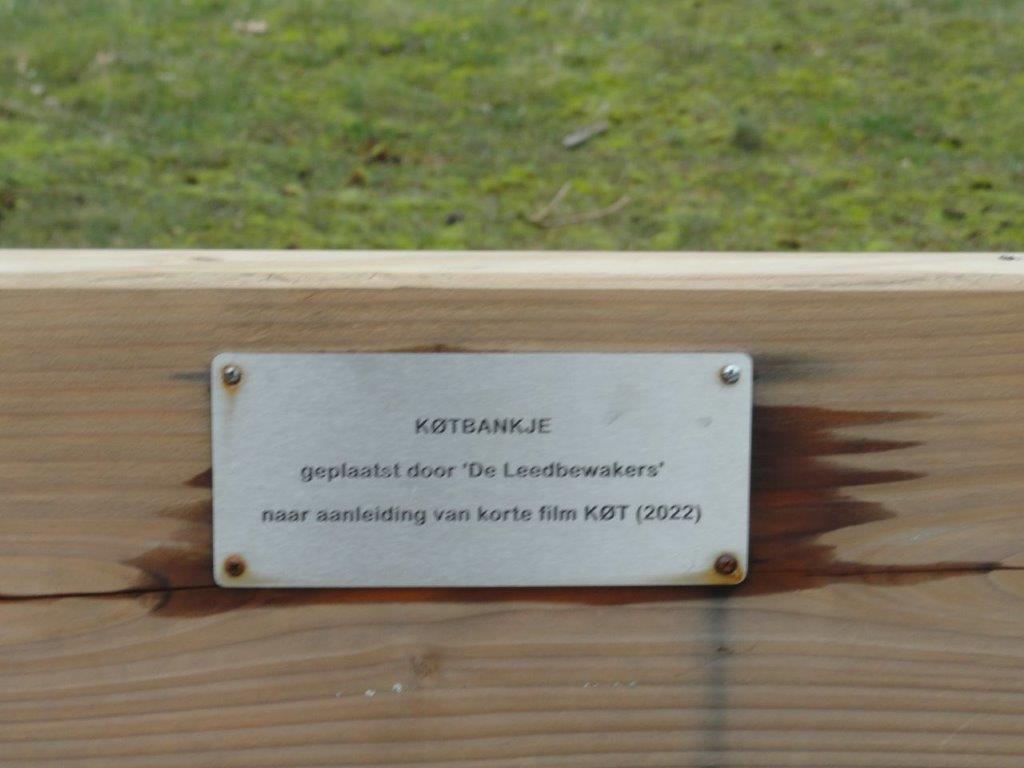 KØTBANKJE
geplaatst door 'De Leedbewakers'
naar aanleiding van korte film KØT (2022)